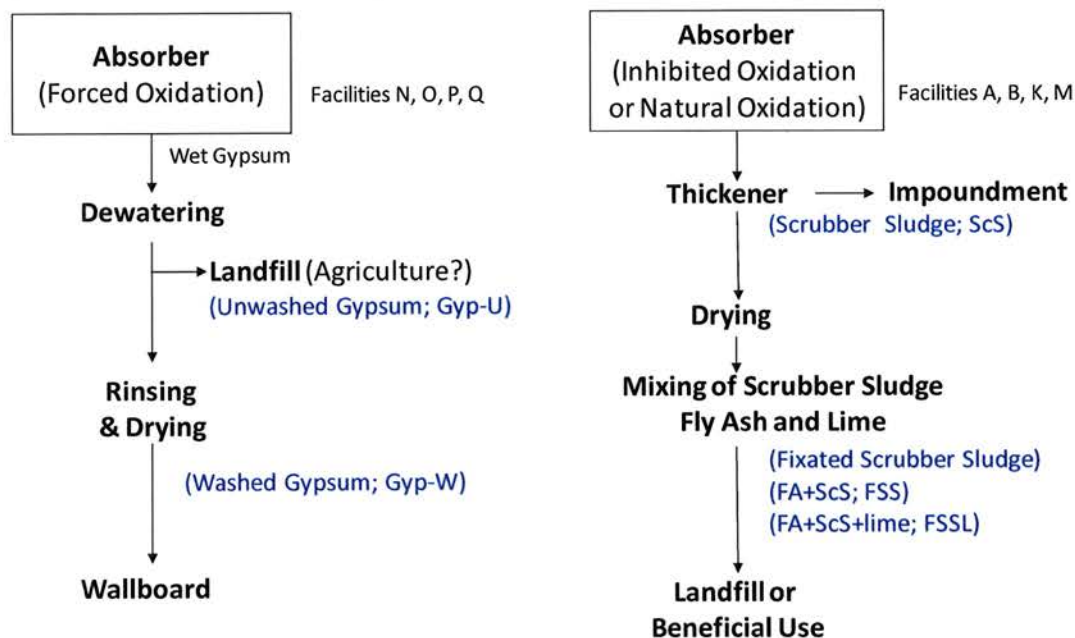 Absorber
(Forced Oxidation)
Facilities N, O, P, Q
Wet Gypsum
Dewatering
Landfill (Agriculture?)
(Unwashed Gypsum; Gyp-U)
Rinsing
& Drying
(Washed Gypsum; Gyp-W)
Wallboard
Absorber
(Inhibited Oxidation
or Natural Oxidation)
Facilities A, B, K, M
Thickener
Impoundment
(Scrubber Sludge; ScS)
Drying
Mixing of Scrubber Sludge
Fly Ash and Lime
(Fixated Scrubber Sludge)
(FA+ScS; FSS)
(FA+ScS+lime; FSSL)
Landfill or
Beneficial Use